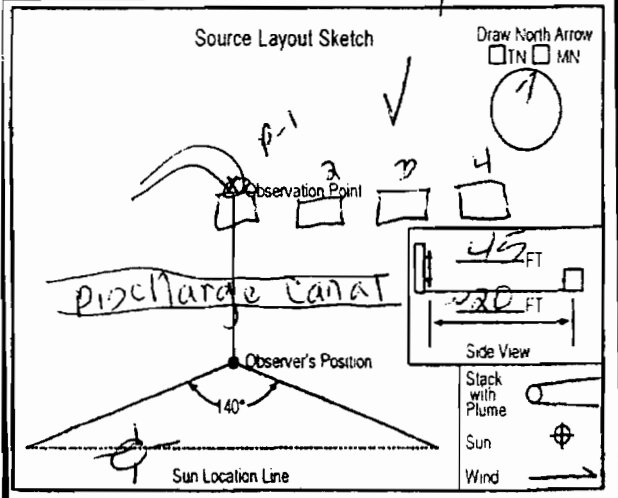 Source Layout Sketch
Draw North Arrow
TN MN
P-1
2 3 4
Observation Point
Discharge Canal
45 FT
~20 FT
Side View
Observer's Position
140°
Sun Location Line
Stack with Plume
Sun
Wind